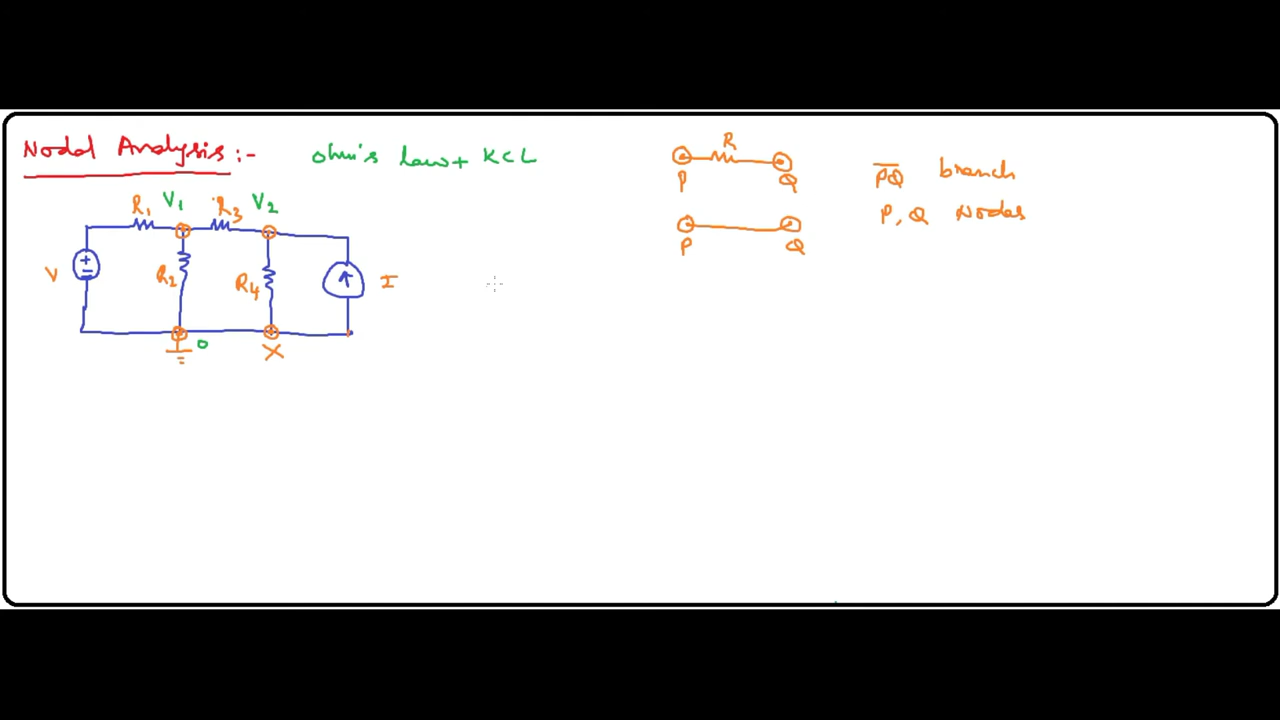 Nodal Analysis:- ohm's law + KCL
R
P Q
PQ branch
P, Q Nodes
P Q
R1 V1 R3 V2
V R2 R4 I
+
0 X